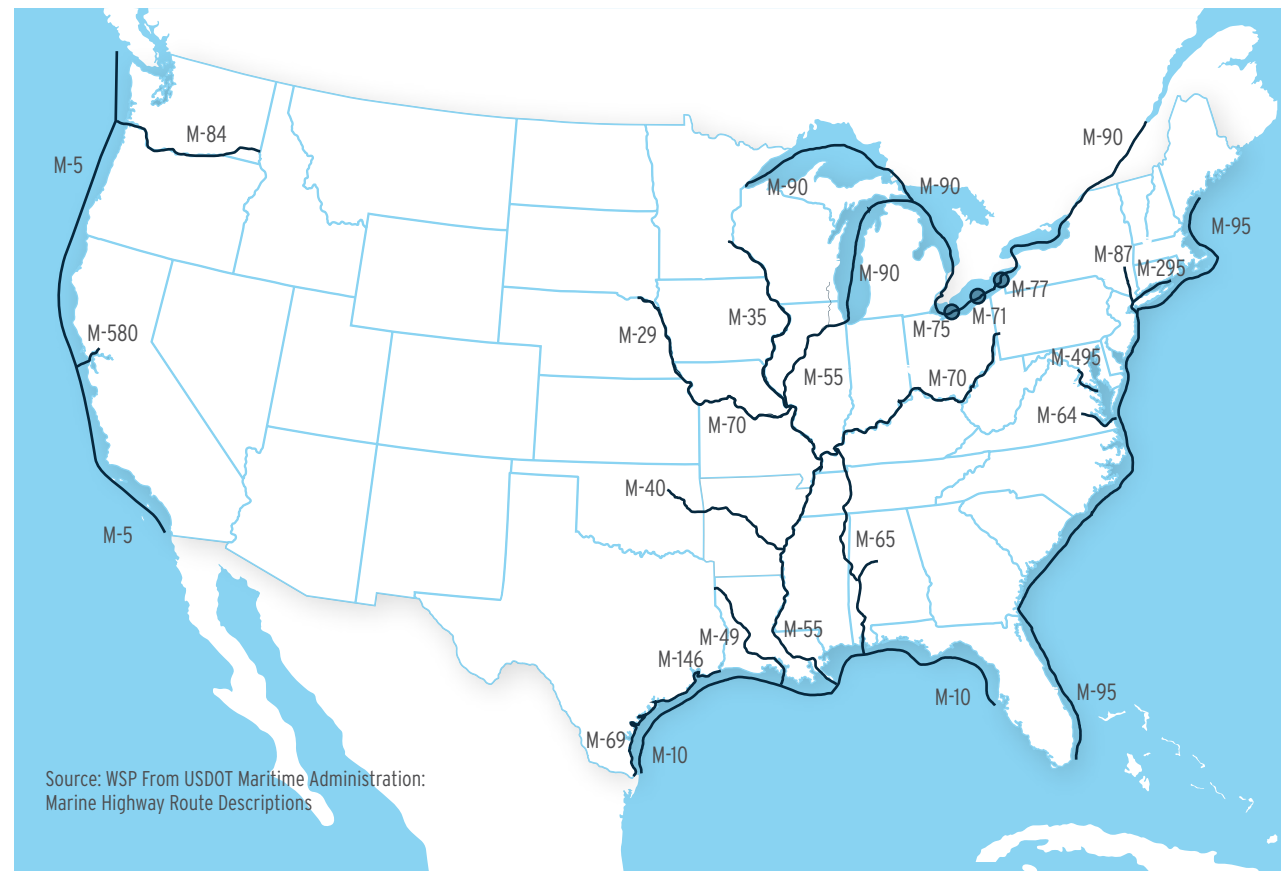 M-90
M-84
M-5
M-90
M-90
M-95
M-87
M-295
M-90
M-77
M-35
M-71
M-75
M-29
M-580
M-495
M-55
M-70
M-64
M-70
M-40
M-5
M-65
M-49
M-55
M-146
M-95
M-10
M-69
M-10
Source: WSP From USDOT Maritime Administration:
Marine Highway Route Descriptions